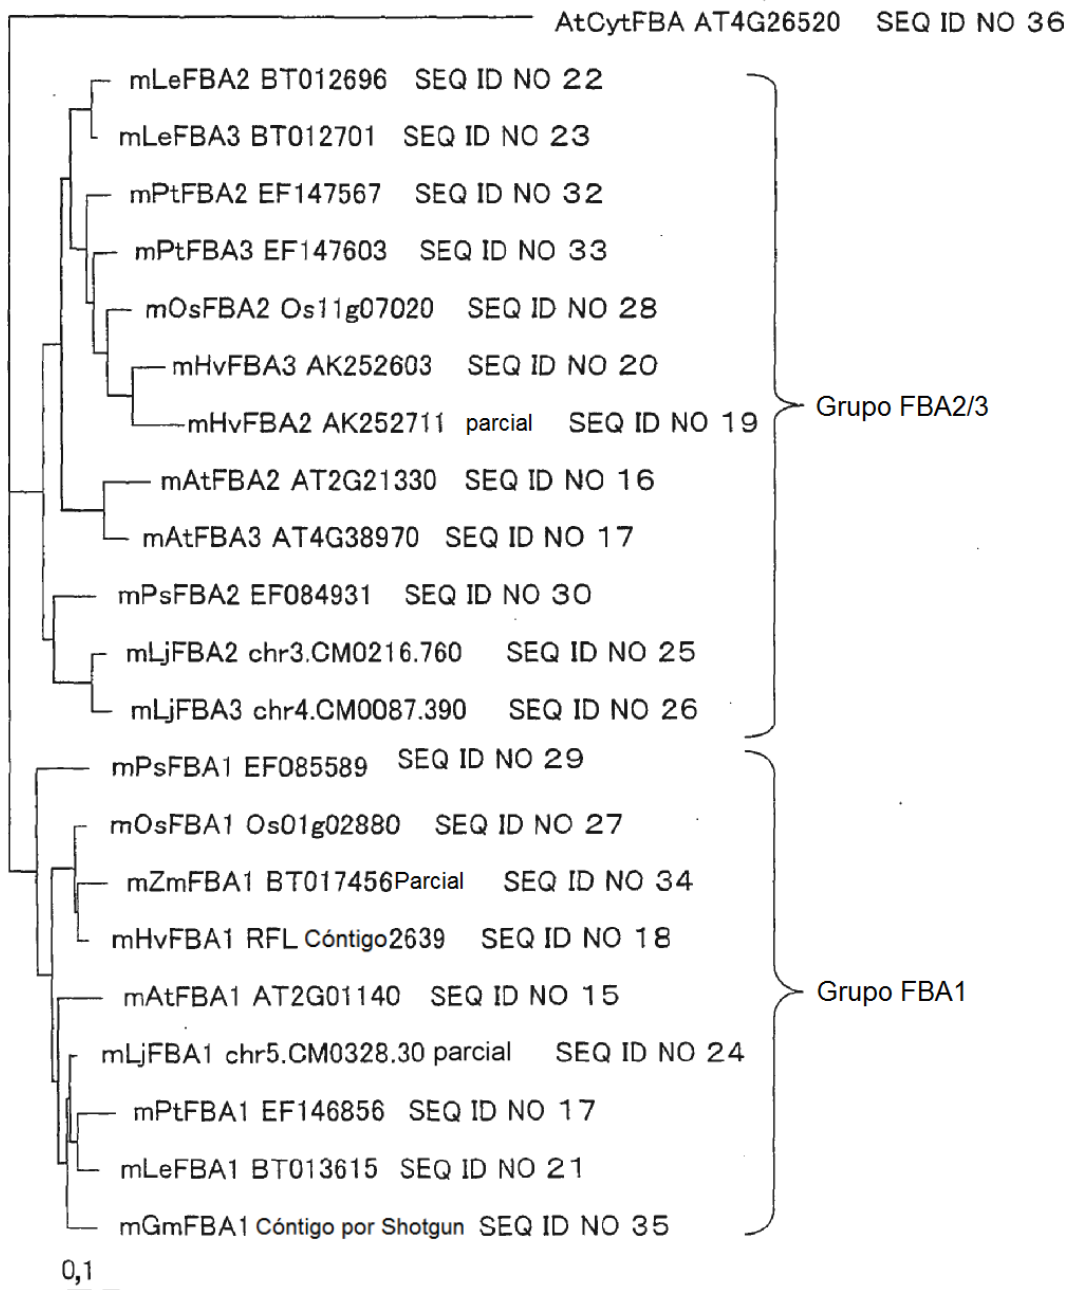 AtCytFBA AT4G26520 SEQ ID NO 36
mLeFBA2 BT012696 SEQ ID NO 22
mLeFBA3 BT012701 SEQ ID NO 23
mPtFBA2 EF147567 SEQ ID NO 32
mPtFBA3 EF147603 SEQ ID NO 33
mOsFBA2 Os11g07020 SEQ ID NO 28
mHvFBA3 AK252603 SEQ ID NO 20
Grupo FBA2/3
mHvFBA2 AK252711 parcial SEQ ID NO 19
mAtFBA2 AT2G21330 SEQ ID NO 16
mAtFBA3 AT4G38970 SEQ ID NO 17
mPsFBA2 EF084931 SEQ ID NO 30
mLjFBA2 chr3.CM0216.760 SEQ ID NO 25
mLjFBA3 chr4.CM0087.390 SEQ ID NO 26
mPsFBA1 EF085589 SEQ ID NO 29
mOsFBA1 Os01g02880 SEQ ID NO 27
mZmFBA1 BT017456Parcial SEQ ID NO 34
mHvFBA1 RFL Cóntigo2639 SEQ ID NO 18
mAtFBA1 AT2G01140 SEQ ID NO 15
Grupo FBA1
mLjFBA1 chr5.CM0328.30 parcial SEQ ID NO 24
mPtFBA1 EF146856 SEQ ID NO 17
mLeFBA1 BT013615 SEQ ID NO 21
mGmFBA1 Cóntigo por Shotgun SEQ ID NO 35
0,1